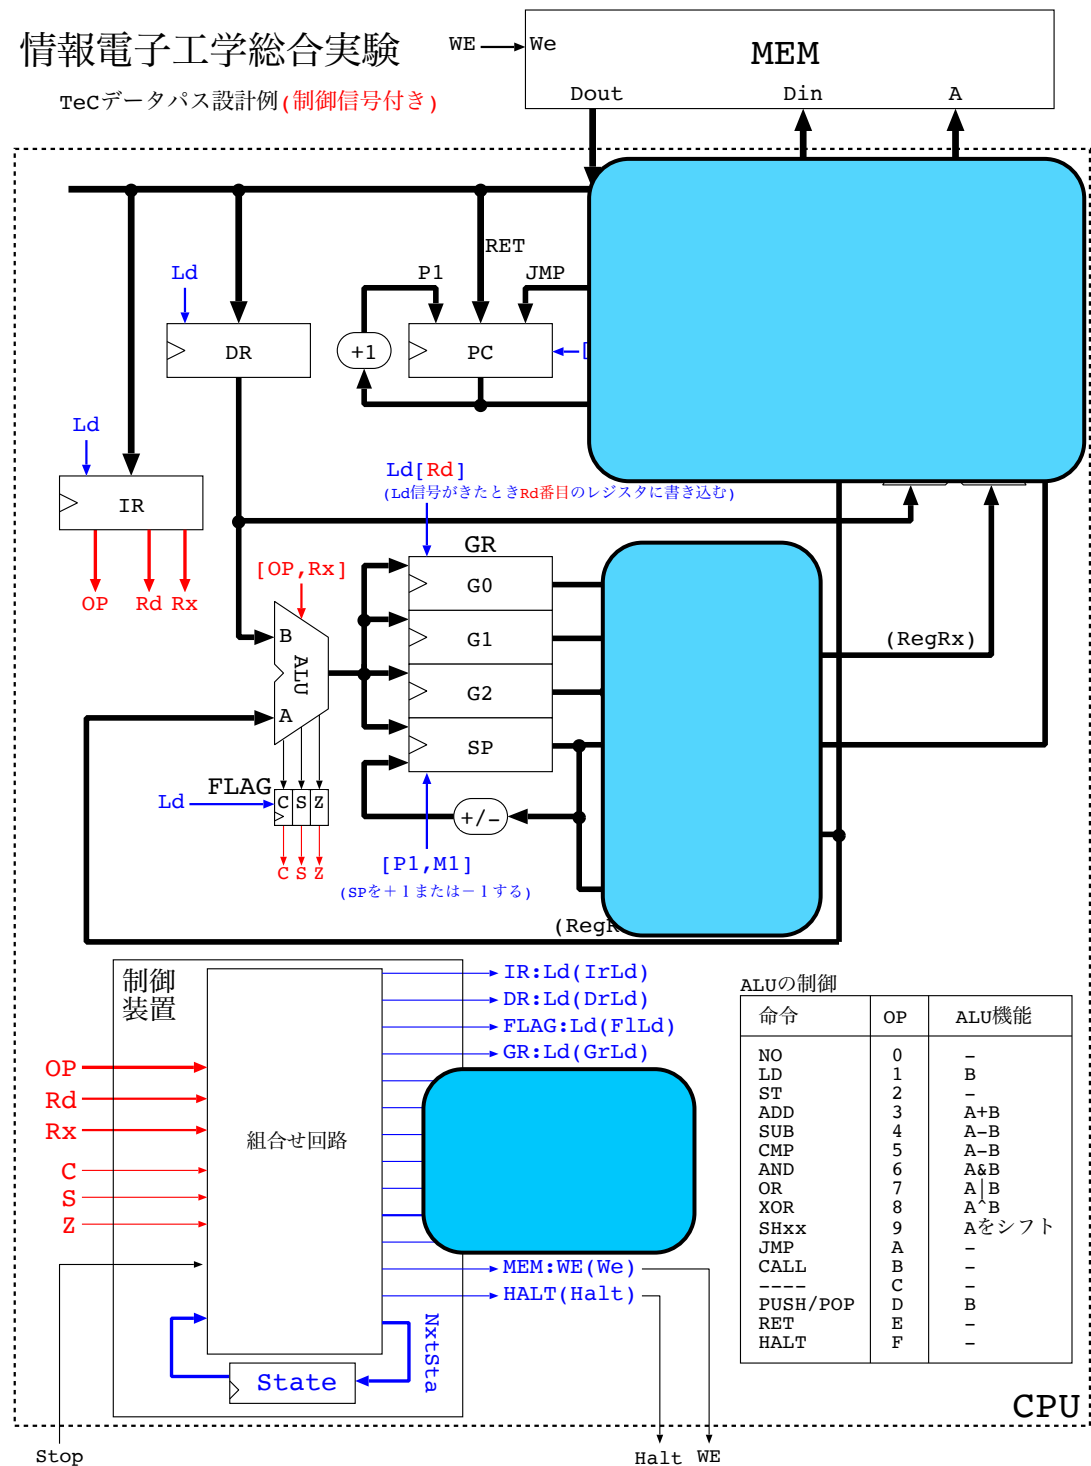 情報電子工学総合実験
TeCデータパス設計例(制御信号付き)
WE
We
MEM
Dout
Din
A
RET
P1
JMP
Ld
DR
+1
PC
[
Ld
IR
Ld[Rd]
(Ld信号がきたときRd番目のレジスタに書き込む)
OP
Rd
Rx
[OP,Rx]
GR
G0
G1
G2
SP
B
ALU
A
(RegRx)
FLAG
Ld
C
S
Z
C
S
Z
+/-
[P1,M1]
(SPを＋１または－１する)
(RegR
制御
装置
組合せ回路
OP
Rd
Rx
C
S
Z
IR:Ld(IrLd)
DR:Ld(DrLd)
FLAG:Ld(FlLd)
GR:Ld(GrLd)
MEM:WE(We)
HALT(Halt)
NxtSta
State
Stop
Halt
WE
ALUの制御
命令 OP ALU機能
NO 0 －
LD 1 B
ST 2 －
ADD 3 A+B
SUB 4 A-B
CMP 5 A-B
AND 6 A&B
OR 7 A|B
XOR 8 A^B
SHxx 9 Aをシフト
JMP A －
CALL B －
---- C －
PUSH/POP D B
RET E －
HALT F －
CPU